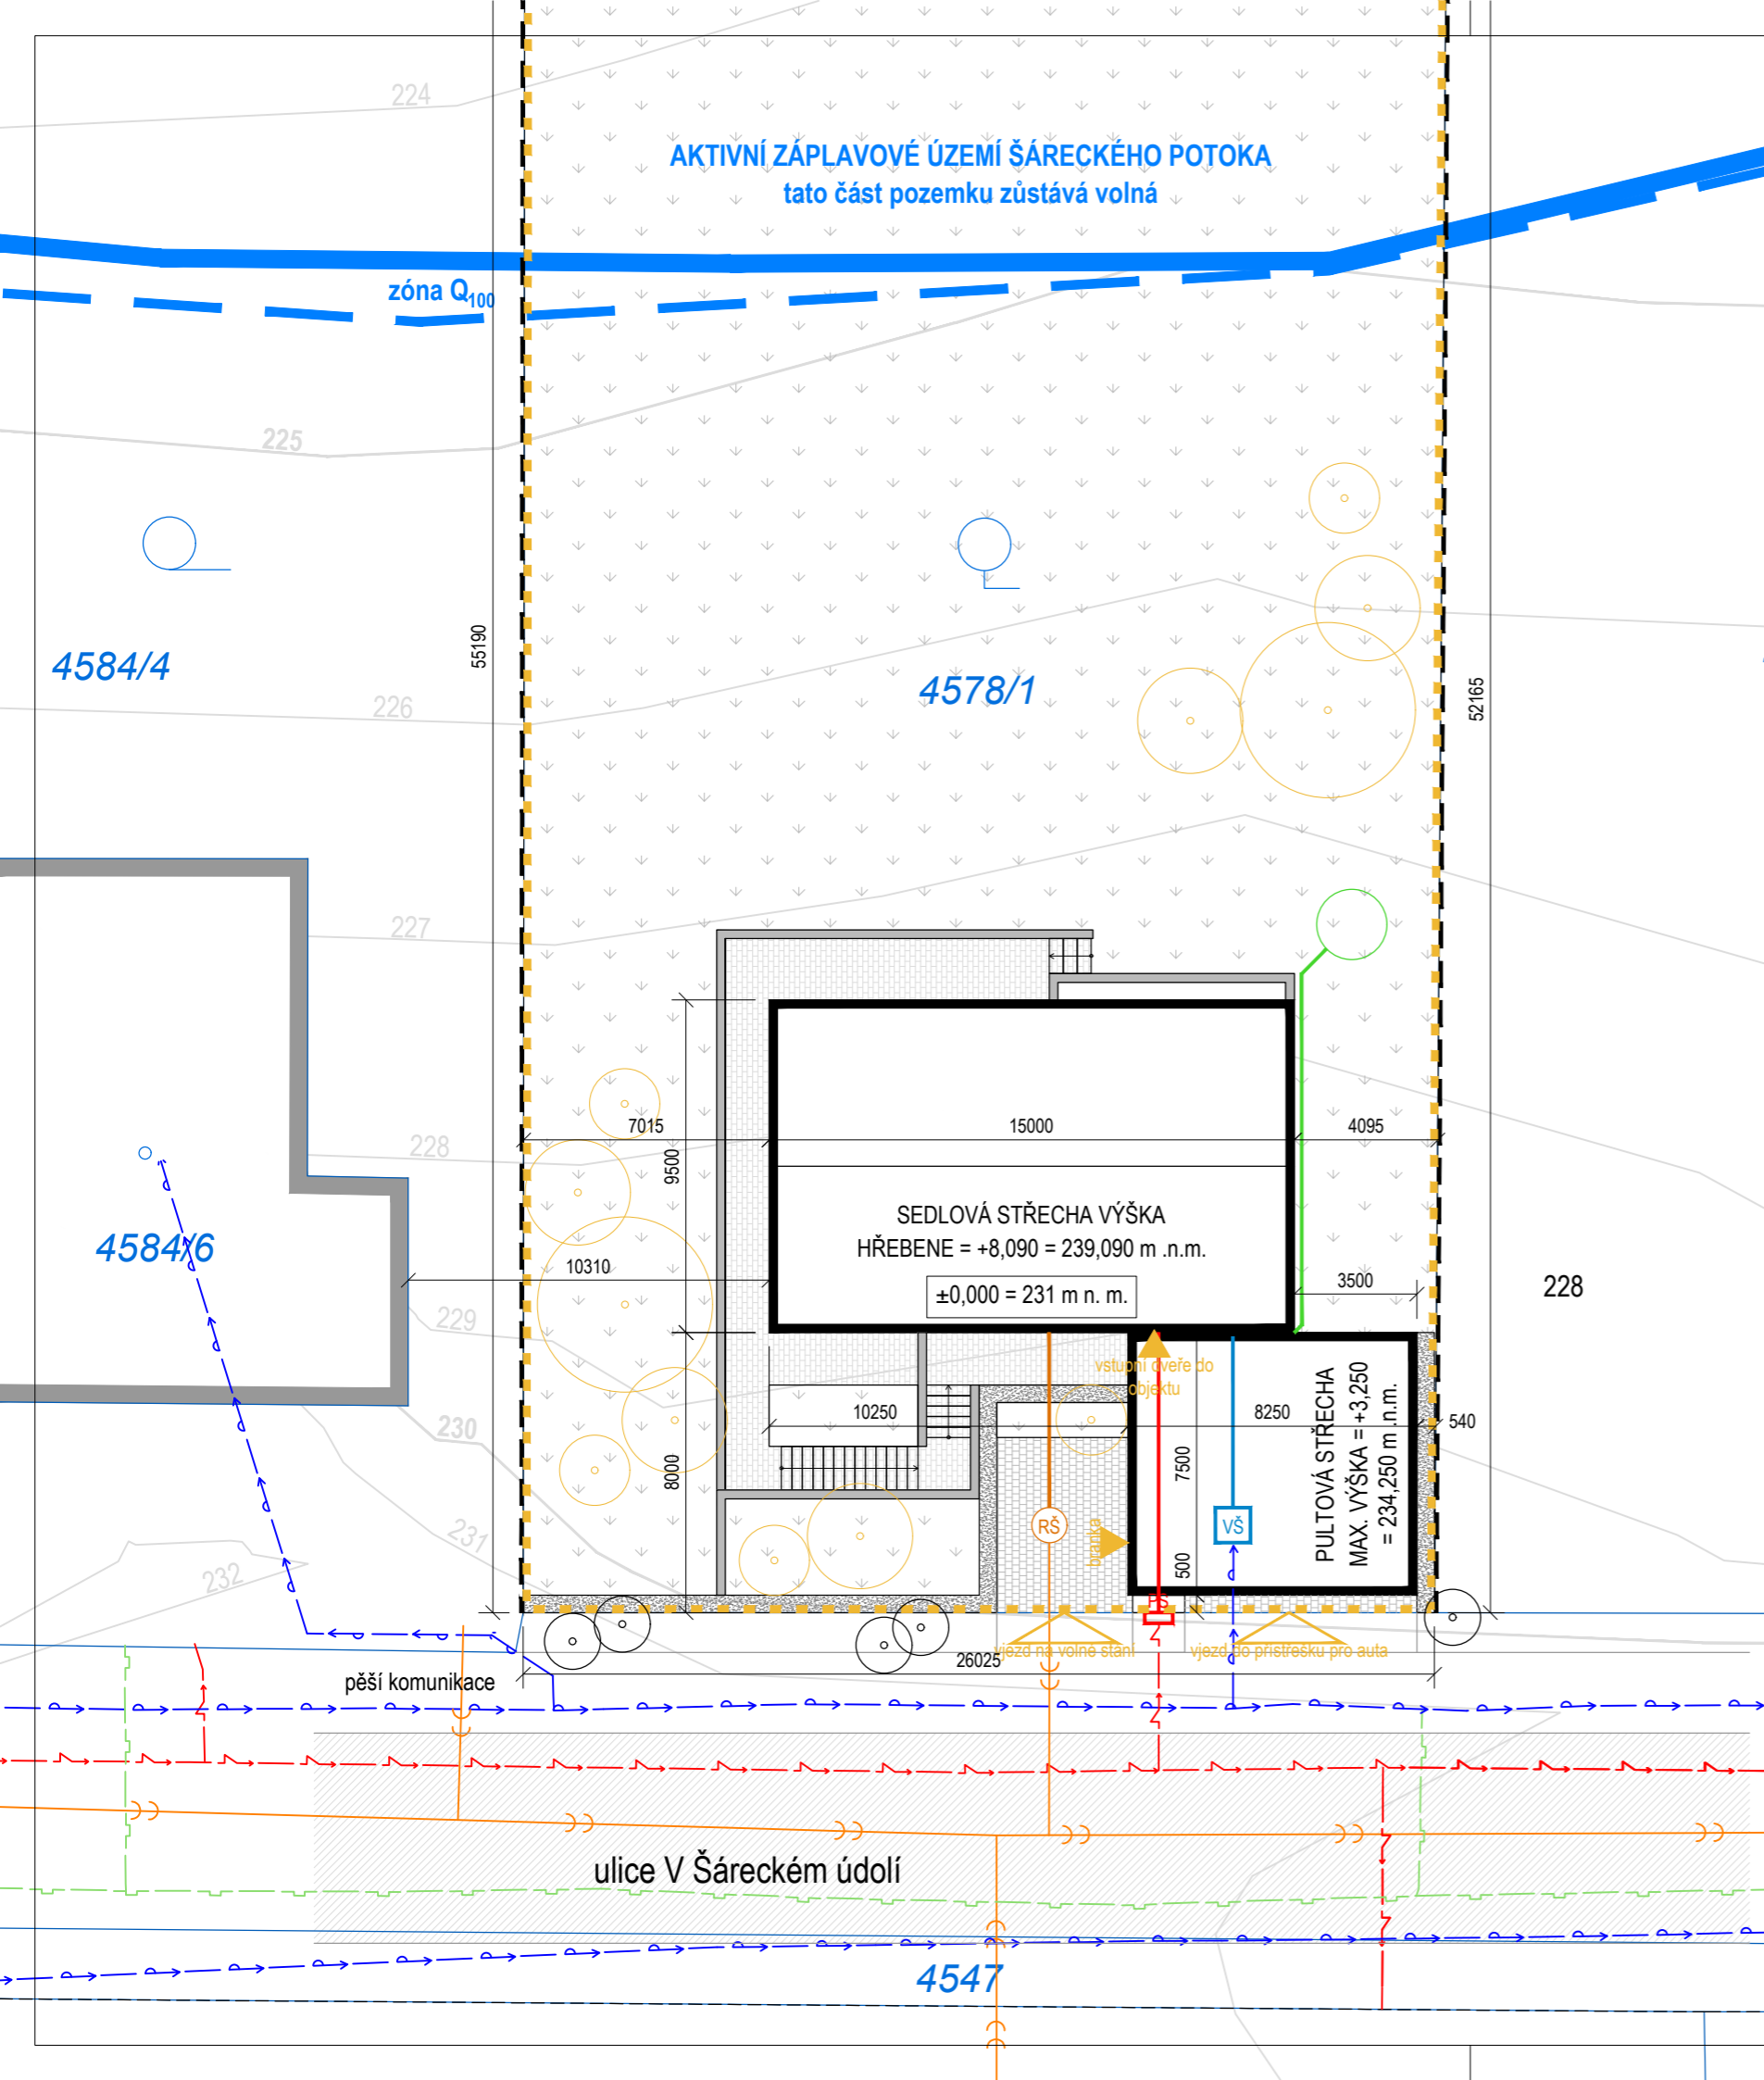 224
AKTIVNÍ ZÁPLAVOVÉ ÚZEMÍ ŠÁRECKÉHO POTOKA
tato část pozemku zůstává volná
zóna Q100
225
55190
4584/4
4578/1
52165
226
227
7015
15000
4095
228
9500
SEDLOVÁ STŘECHA VÝŠKA
HŘEBENE = +8,090 = 239,090 m .n.m.
±0,000 = 231 m n. m.
4584/6
10310
3500
228
229
vstupní dveře do
objektu
PULTOVÁ STŘECHA
MAX. VÝŠKA = +3,250
= 234,250 m .n.m.
10250
8250
540
230
8000
7500
RŠ
VŠ
branka
231
500
232
PS
vjezd na volné stání
vjezd do přístřešku pro auta
26025
pěší komunikace
ulice V Šáreckém údolí
4547